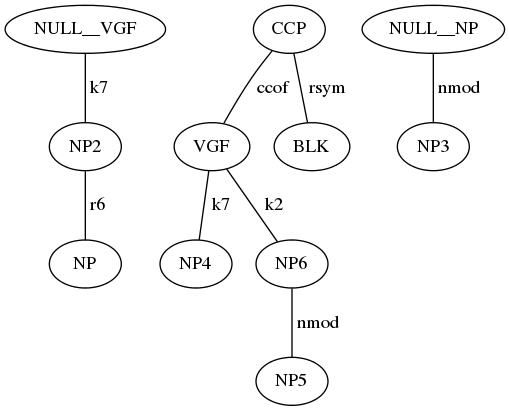 NULL__VGF CCP NULL__NP
k7 ccof rsym nmod
NP2 VGF BLK NP3
r6 k7 k2
NP NP4 NP6
nmod
NP5